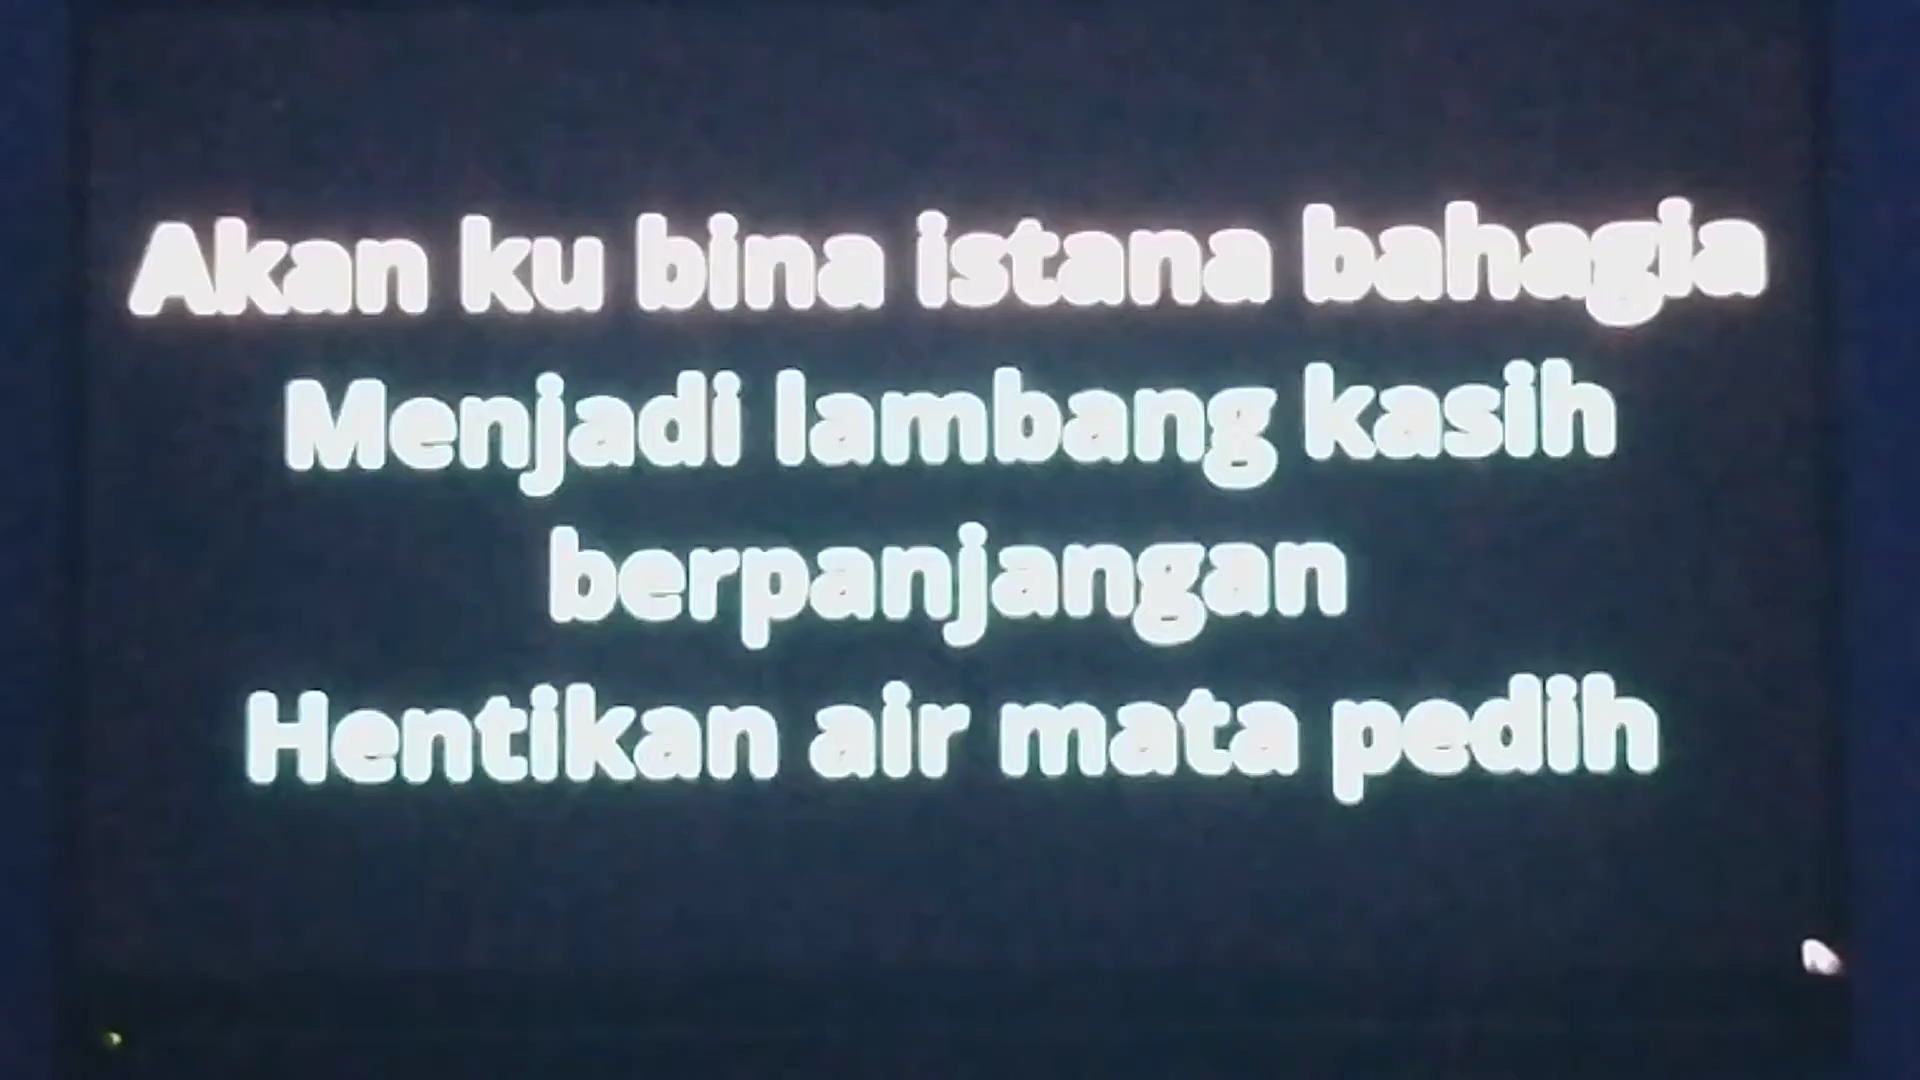 Akan ku bina istana bahagia
Menjadi lambang kasih
berpanjangan
Hentikan air mata pedih